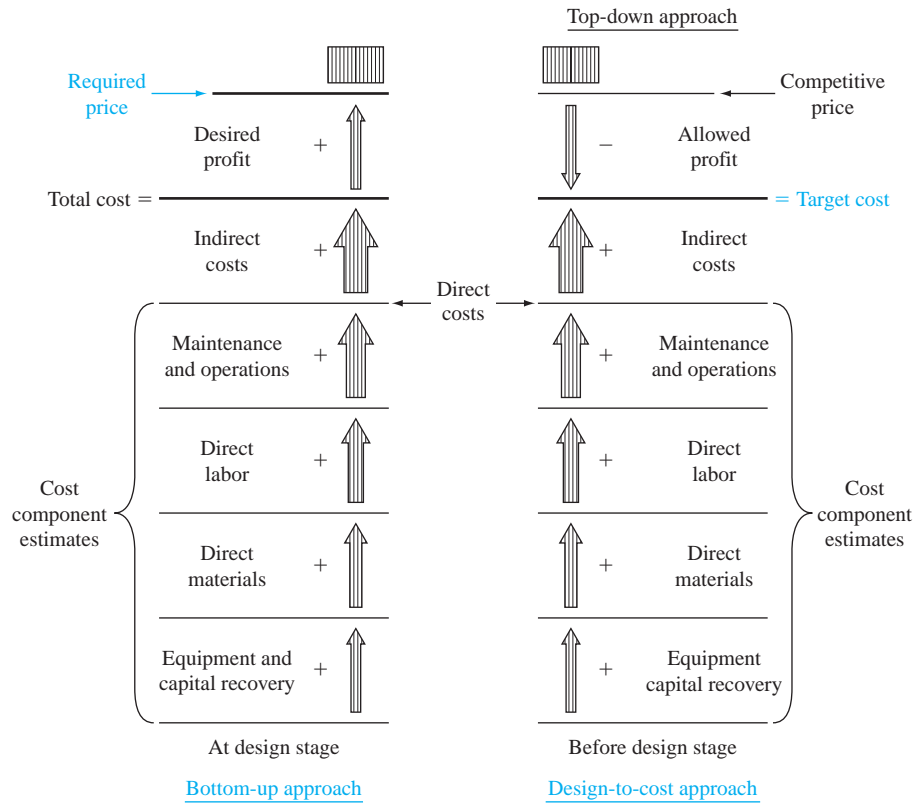 Top-down approach
Required
price
Competitive
price
Desired
profit
+
−
Allowed
profit
Total cost =
= Target cost
Indirect
costs
+
+
Indirect
costs
Direct
costs
Maintenance
and operations
+
+
Maintenance
and operations
Direct
labor
+
+
Direct
labor
Cost
component
estimates
Cost
component
estimates
Direct
materials
+
+
Direct
materials
Equipment and
capital recovery
+
+
Equipment
capital recovery
At design stage
Before design stage
Bottom-up approach
Design-to-cost approach